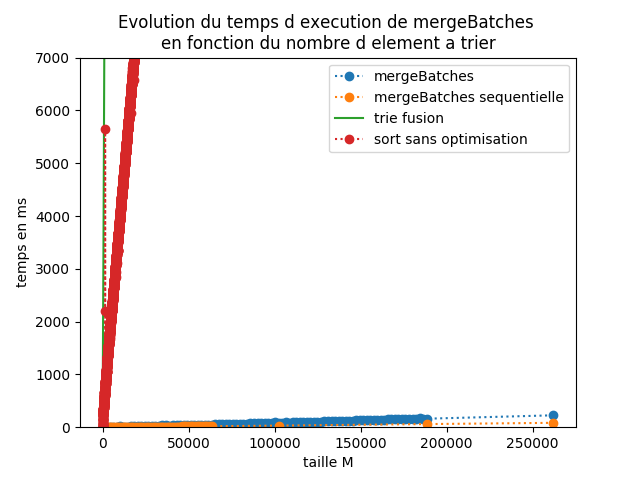 Evolution du temps d execution de mergeBatches
en fonction du nombre d element a trier
mergeBatches
mergeBatches sequentielle
trie fusion
sort sans optimisation
temps en ms
7000
6000
5000
4000
3000
2000
1000
0
0
50000
100000
150000
200000
250000
taille M